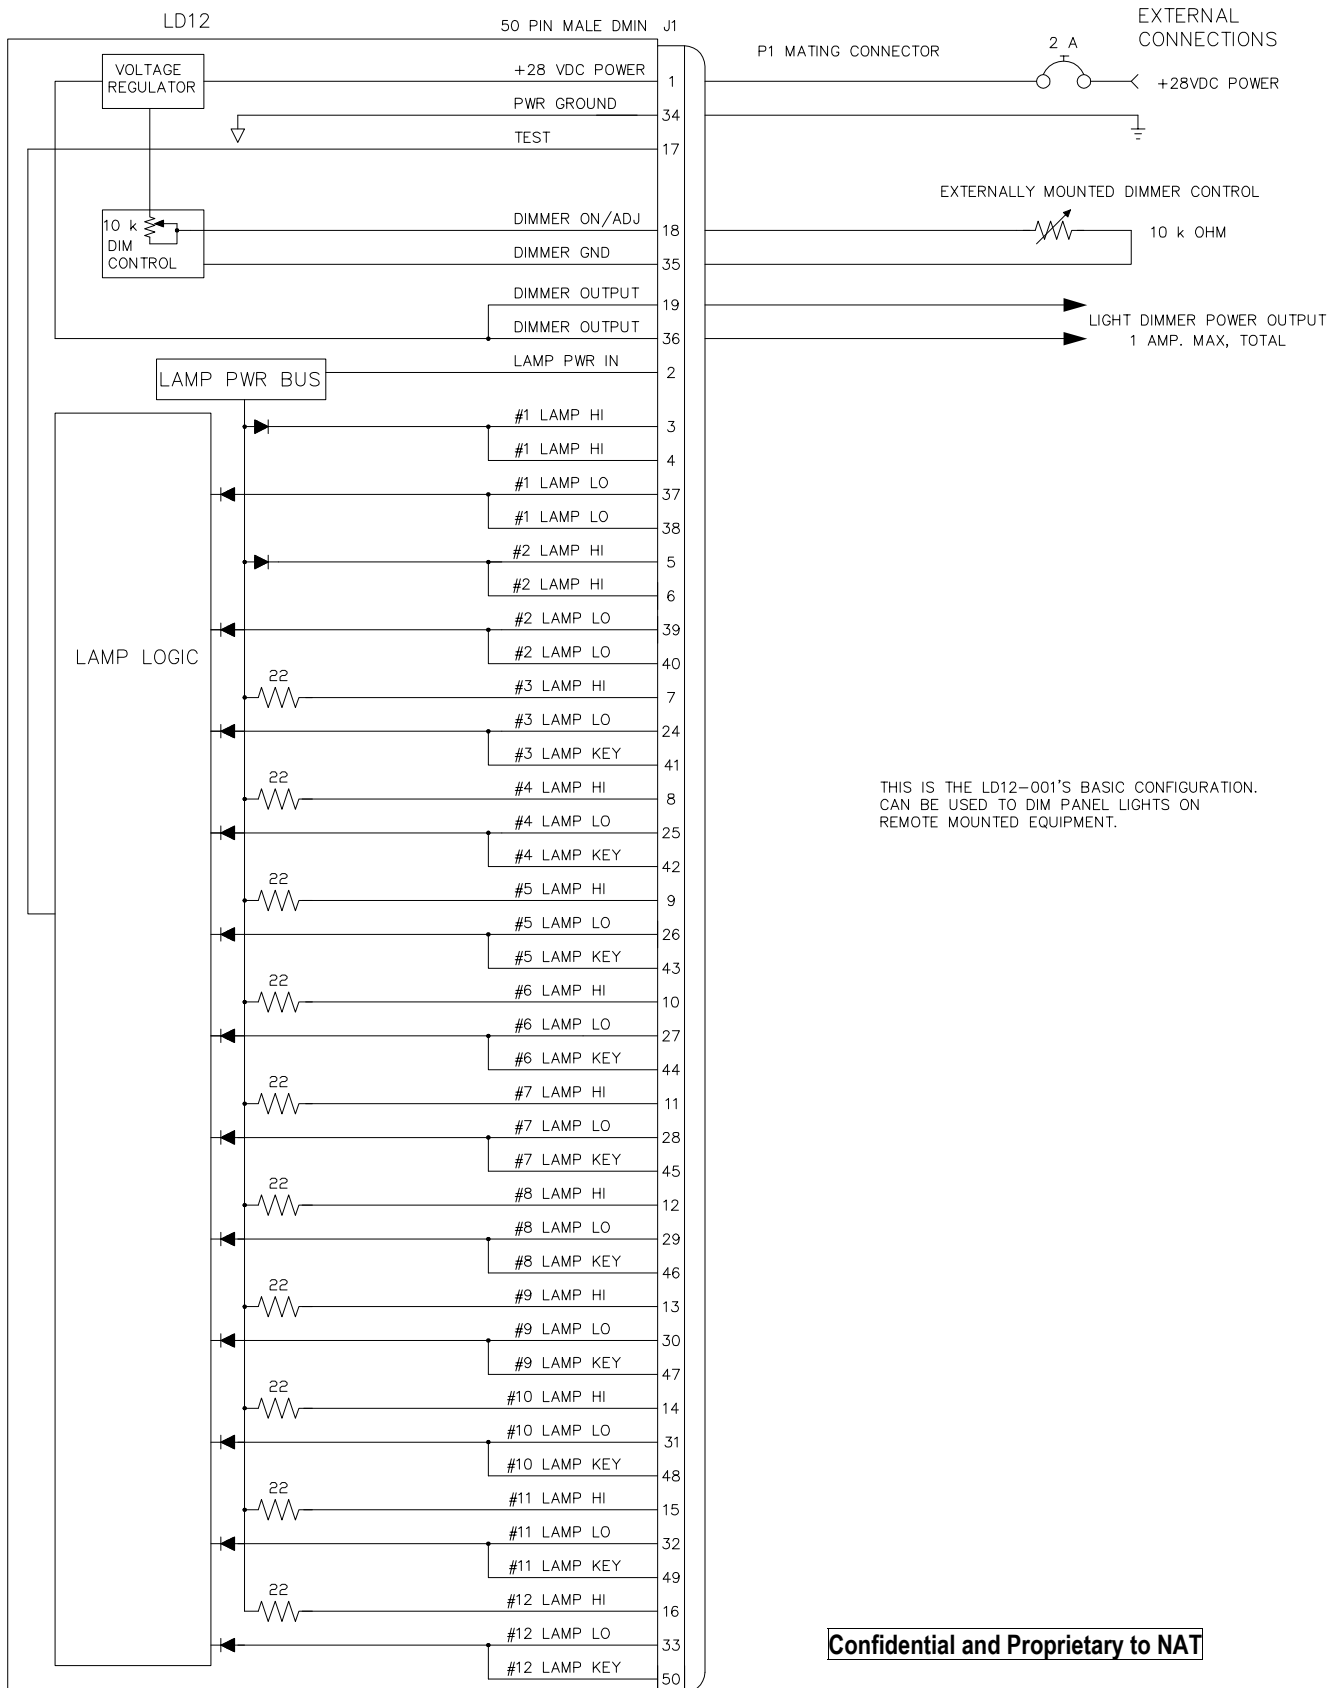 LD12
50 PIN MALE DMIN J1
EXTERNAL
CONNECTIONS
P1 MATING CONNECTOR
2 A
VOLTAGE
REGULATOR
+28 VDC POWER
1
+28VDC POWER
PWR GROUND
34
TEST
17
EXTERNALLY MOUNTED DIMMER CONTROL
10 k
DIM
CONTROL
DIMMER ON/ADJ
18
10 k OHM
DIMMER GND
35
DIMMER OUTPUT
19
DIMMER OUTPUT
36
LIGHT DIMMER POWER OUTPUT
1 AMP. MAX, TOTAL
LAMP PWR IN
2
LAMP PWR BUS
#1 LAMP HI
3
#1 LAMP HI
4
#1 LAMP LO
37
#1 LAMP LO
38
#2 LAMP HI
5
#2 LAMP HI
6
#2 LAMP LO
39
#2 LAMP LO
40
LAMP LOGIC
22
#3 LAMP HI
7
#3 LAMP LO
24
#3 LAMP KEY
41
22
#4 LAMP HI
8
#4 LAMP LO
25
#4 LAMP KEY
42
THIS IS THE LD12-001'S BASIC CONFIGURATION.
CAN BE USED TO DIM PANEL LIGHTS ON
REMOTE MOUNTED EQUIPMENT.
22
#5 LAMP HI
9
#5 LAMP LO
26
#5 LAMP KEY
43
22
#6 LAMP HI
10
#6 LAMP LO
27
#6 LAMP KEY
44
22
#7 LAMP HI
11
#7 LAMP LO
28
#7 LAMP KEY
45
22
#8 LAMP HI
12
#8 LAMP LO
29
#8 LAMP KEY
46
22
#9 LAMP HI
13
#9 LAMP LO
30
#9 LAMP KEY
47
22
#10 LAMP HI
14
#10 LAMP LO
31
#10 LAMP KEY
48
22
#11 LAMP HI
15
#11 LAMP LO
32
#11 LAMP KEY
49
22
#12 LAMP HI
16
#12 LAMP LO
33
#12 LAMP KEY
50
Confidential and Proprietary to NAT